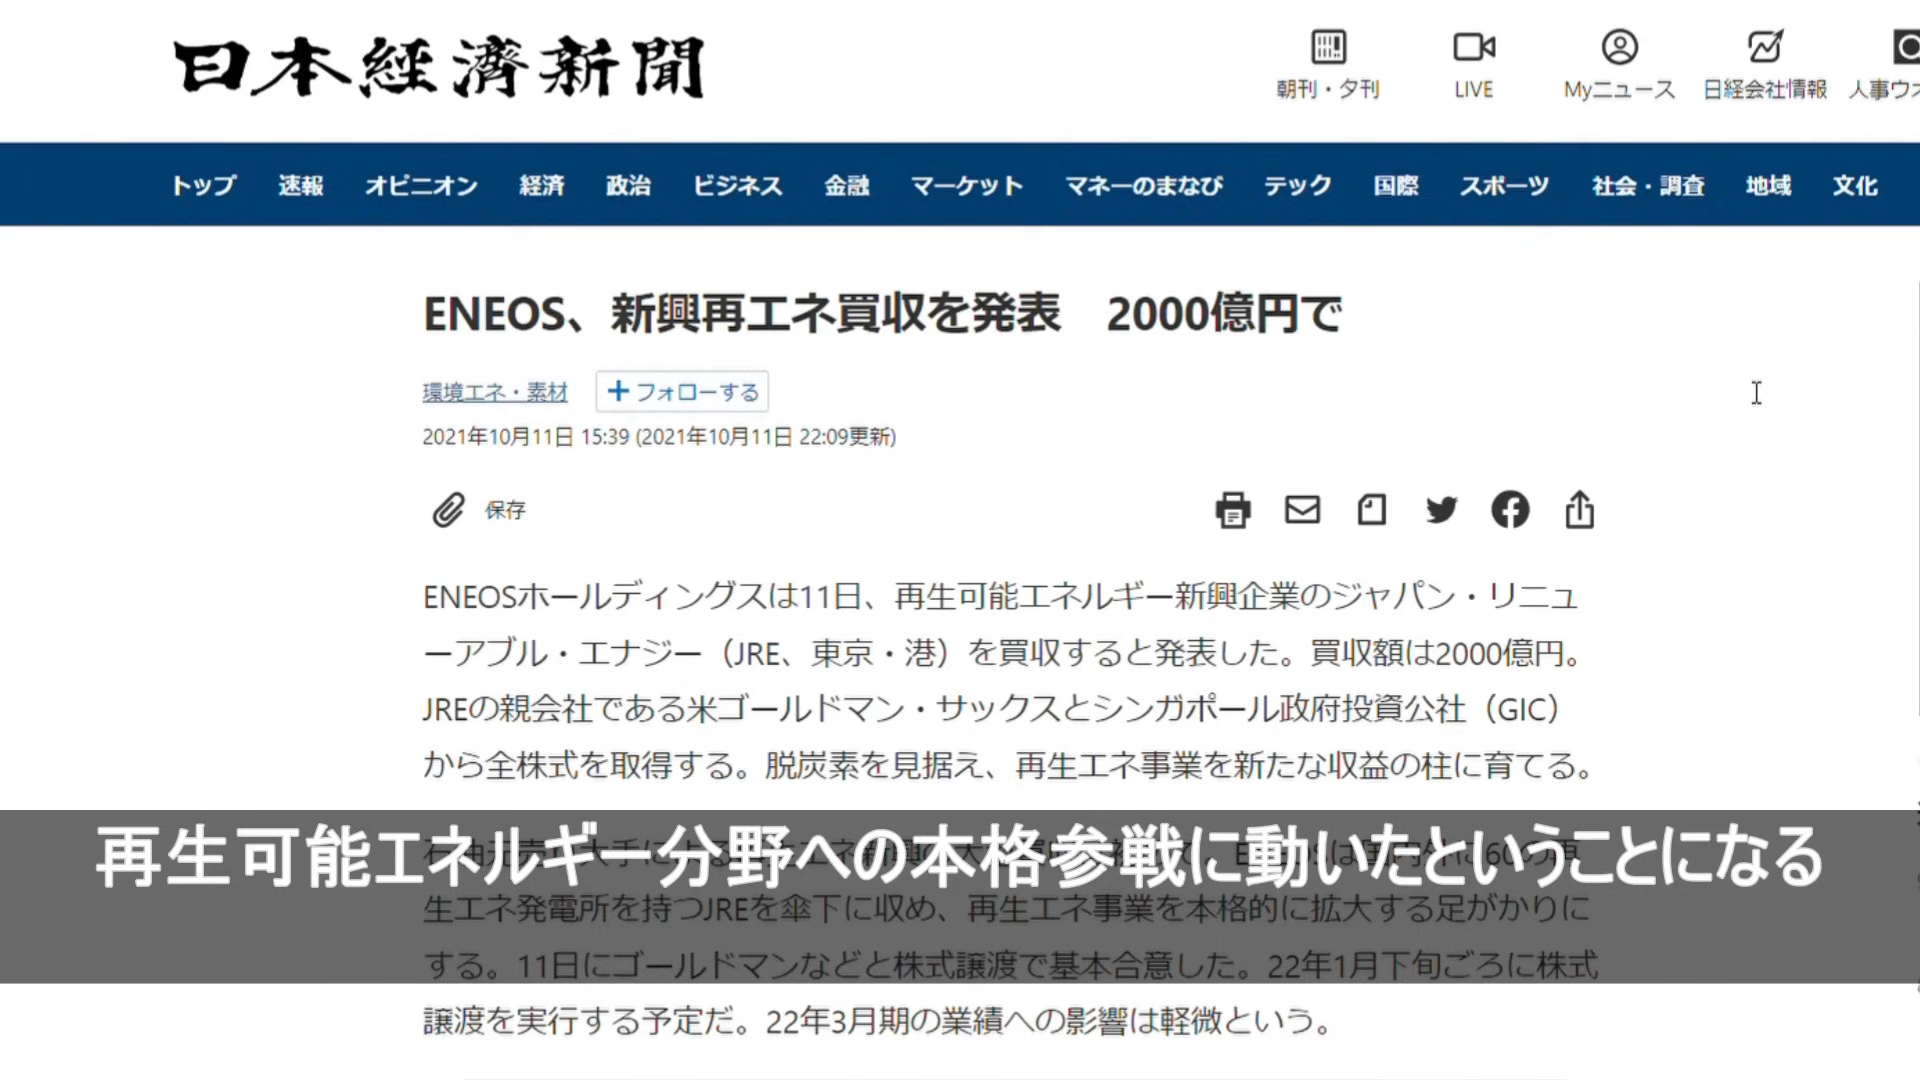 日本経済新聞
朝刊・夕刊 LIVE Myニュース 日経会社情報 人事ウオ
トップ 速報 オピニオン 経済 政治 ビジネス 金融 マーケット マネーのまなび テック 国際 スポーツ 社会・調査 地域 文化
ENEOS、新興再エネ買収を発表　2000億円で
環境エネ・素材 +フォローする
2021年10月11日 15:39 (2021年10月11日 22:09更新)
保存
ENEOSホールディングスは11日、再生可能エネルギー新興企業のジャパン・リニュ
ーアブル・エナジー（JRE、東京・港）を買収すると発表した。買収額は2000億円。
JREの親会社である米ゴールドマン・サックスとシンガポール政府投資公社（GIC）
から全株式を取得する。脱炭素を見据え、再生エネ事業を新たな収益の柱に育てる。
再生可能エネルギー分野への本格参戦に動いたということになる
生エネ発電所を持つJREを傘下に収め、再生エネ事業を本格的に拡大する足がかりに
する。11日にゴールドマンなどと株式譲渡で基本合意した。22年1月下旬ごろに株式
譲渡を実行する予定だ。22年3月期の業績への影響は軽微という。